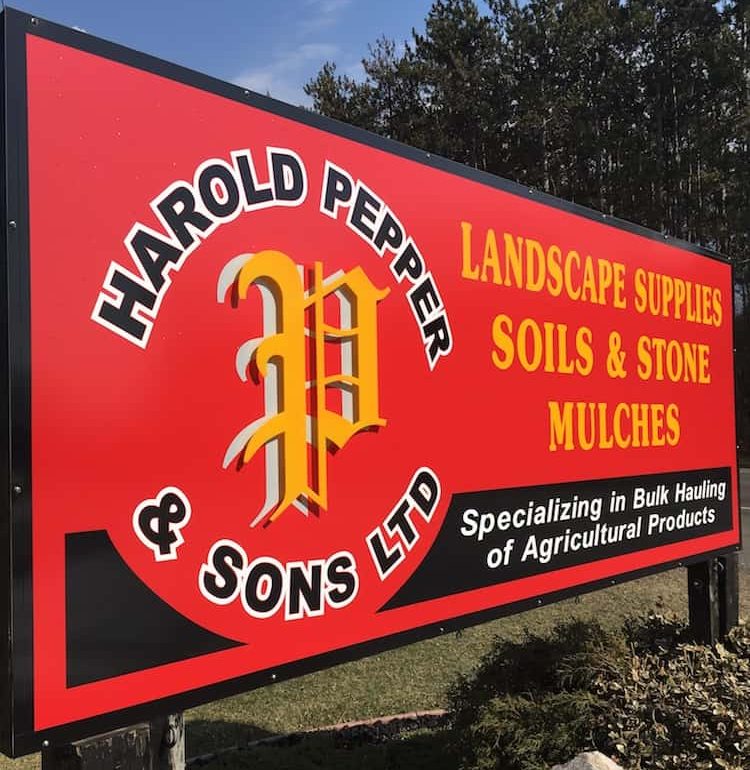 HAROLD PEPPER
P
& SONS LTD
LANDSCAPE SUPPLIES
SOILS & STONE
MULCHES
Specializing in Bulk Hauling
of Agricultural Products